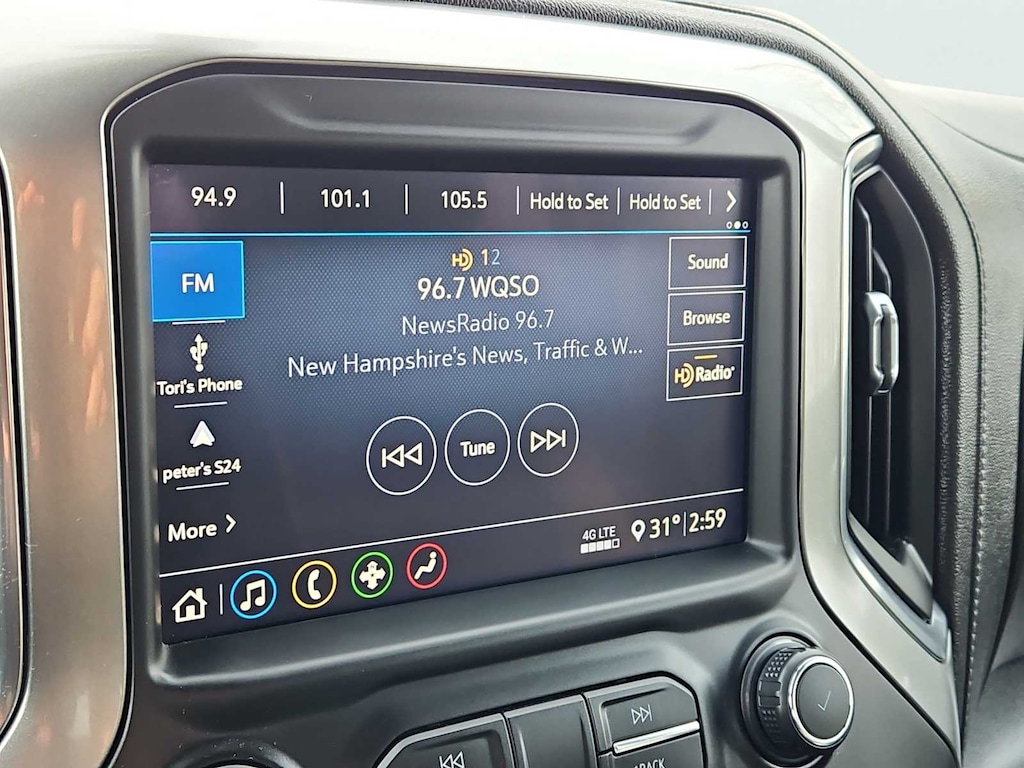 94.9 101.1 105.5 Hold to Set Hold to Set
FM
HD 12
96.7 WQSO
NewsRadio 96.7
New Hampshire's News, Traffic & W...
Sound
Browse
HD Radio
Tori's Phone
peter's S24
Tune
More
4G LTE
31° 2:59
BACK